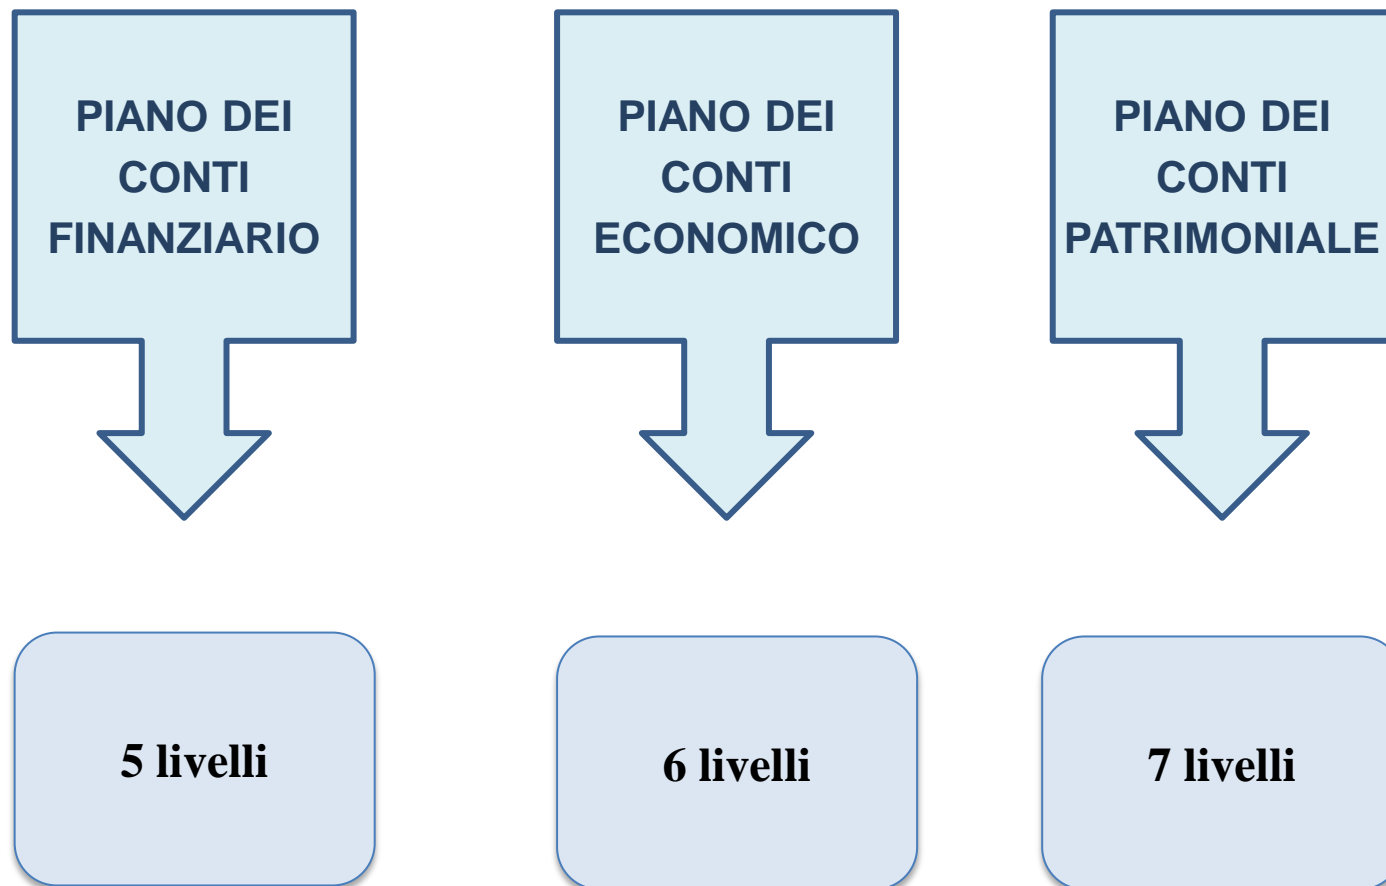 PIANO DEI
CONTI
FINANZIARIO
PIANO DEI
CONTI
ECONOMICO
PIANO DEI
CONTI
PATRIMONIALE
5 livelli
6 livelli
7 livelli